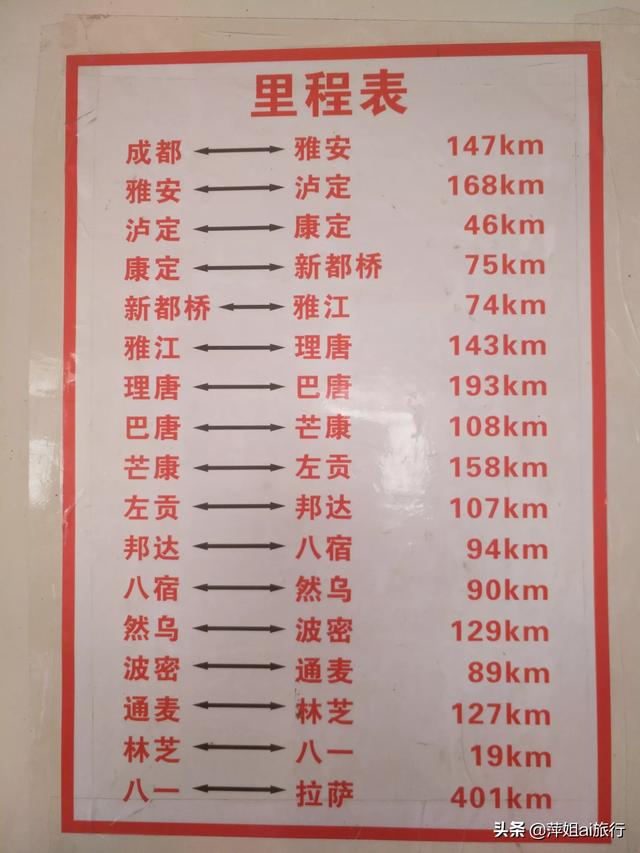 里程表
成都 ⟷ 雅安 147km
雅安 ⟷ 泸定 168km
泸定 ⟷ 康定 46km
康定 ⟷ 新都桥 75km
新都桥 ⟷ 雅江 74km
雅江 ⟷ 理唐 143km
理唐 ⟷ 巴唐 193km
巴唐 ⟷ 芒康 108km
芒康 ⟷ 左贡 158km
左贡 ⟷ 邦达 107km
邦达 ⟷ 八宿 94km
八宿 ⟷ 然乌 90km
然乌 ⟷ 波密 129km
波密 ⟷ 通麦 89km
通麦 ⟷ 林芝 127km
林芝 ⟷ 八一 19km
八一 ⟷ 拉萨 401km
头条 @萍姐ai旅行